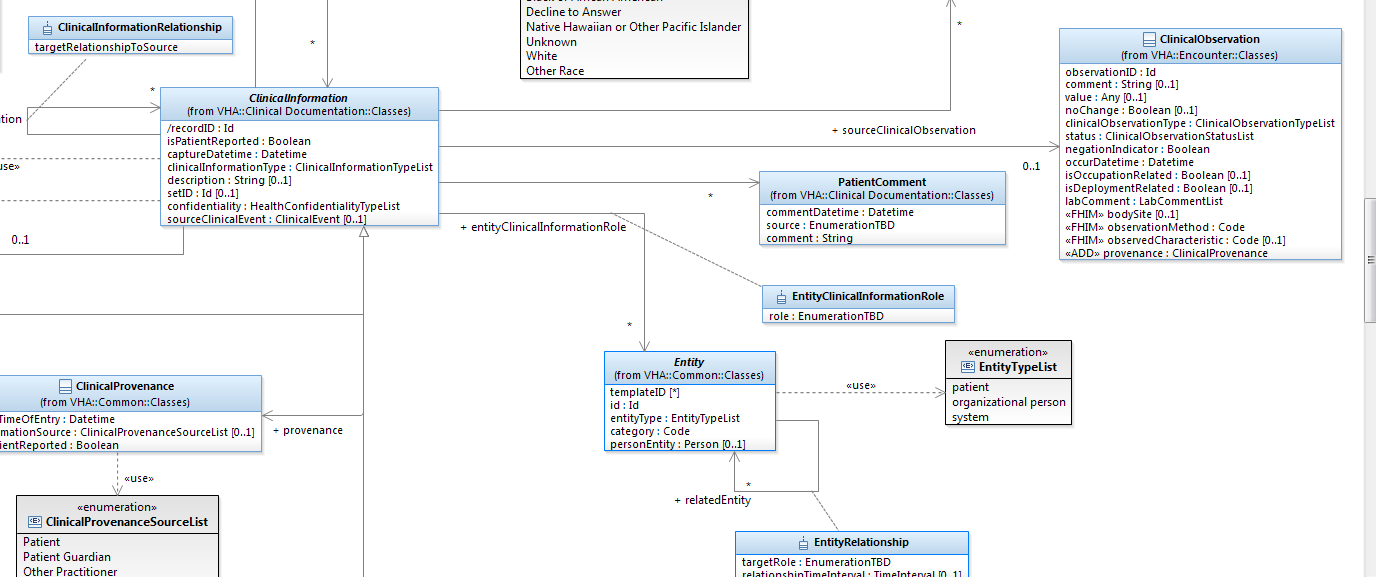 ClinicalInformationRelationship
targetRelationshipToSource
*
Decline to Answer
Native Hawaiian or Other Pacific Islander
Unknown
White
Other Race
*
ClinicalObservation
(from VHA::Encounter::Classes)
observationID : Id
comment : String [0..1]
value : Any [0..1]
noChange : Boolean [0..1]
clinicalObservationType : ClinicalObservationTypeList
status : ClinicalObservationStatusList
negationIndicator : Boolean
occurDatetime : Datetime
isOccupationRelated : Boolean [0..1]
isDeploymentRelated : Boolean [0..1]
labComment : LabCommentList
«FHIM» bodySite [0..1]
«FHIM» observationMethod : Code
«FHIM» observedCharacteristic : Code [0..1]
«ADD» provenance : ClinicalProvenance
*
tion
ClinicalInformation
(from VHA::Clinical Documentation::Classes)
/recordID : Id
isPatientReported : Boolean
captureDatetime : Datetime
clinicalInformationType : ClinicalInformationTypeList
description : String [0..1]
setID : Id [0..1]
confidentiality : HealthConfidentialityTypeList
sourceClinicalEvent : ClinicalEvent [0..1]
use»
0..1
+ sourceClinicalObservation
0..1
*
PatientComment
(from VHA::Clinical Documentation::Classes)
commentDatetime : Datetime
source : EnumerationTBD
comment : String
+ entityClinicalInformationRole
*
EntityClinicalInformationRole
role : EnumerationTBD
Entity
(from VHA::Common::Classes)
templateID [*]
id : Id
entityType : EntityTypeList
category : Code
personEntity : Person [0..1]
«use»
«enumeration»
EntityTypeList
patient
organizational person
system
ClinicalProvenance
(from VHA::Common::Classes)
TimeOfEntry : Datetime
mationSource : ClinicalProvenanceSourceList [0..1]
ientReported : Boolean
+ provenance
«use»
*
+ relatedEntity
«enumeration»
ClinicalProvenanceSourceList
Patient
Patient Guardian
Other Practitioner
EntityRelationship
targetRole : EnumerationTBD
relationshipTimeInterval : TimeInterval [0..1]